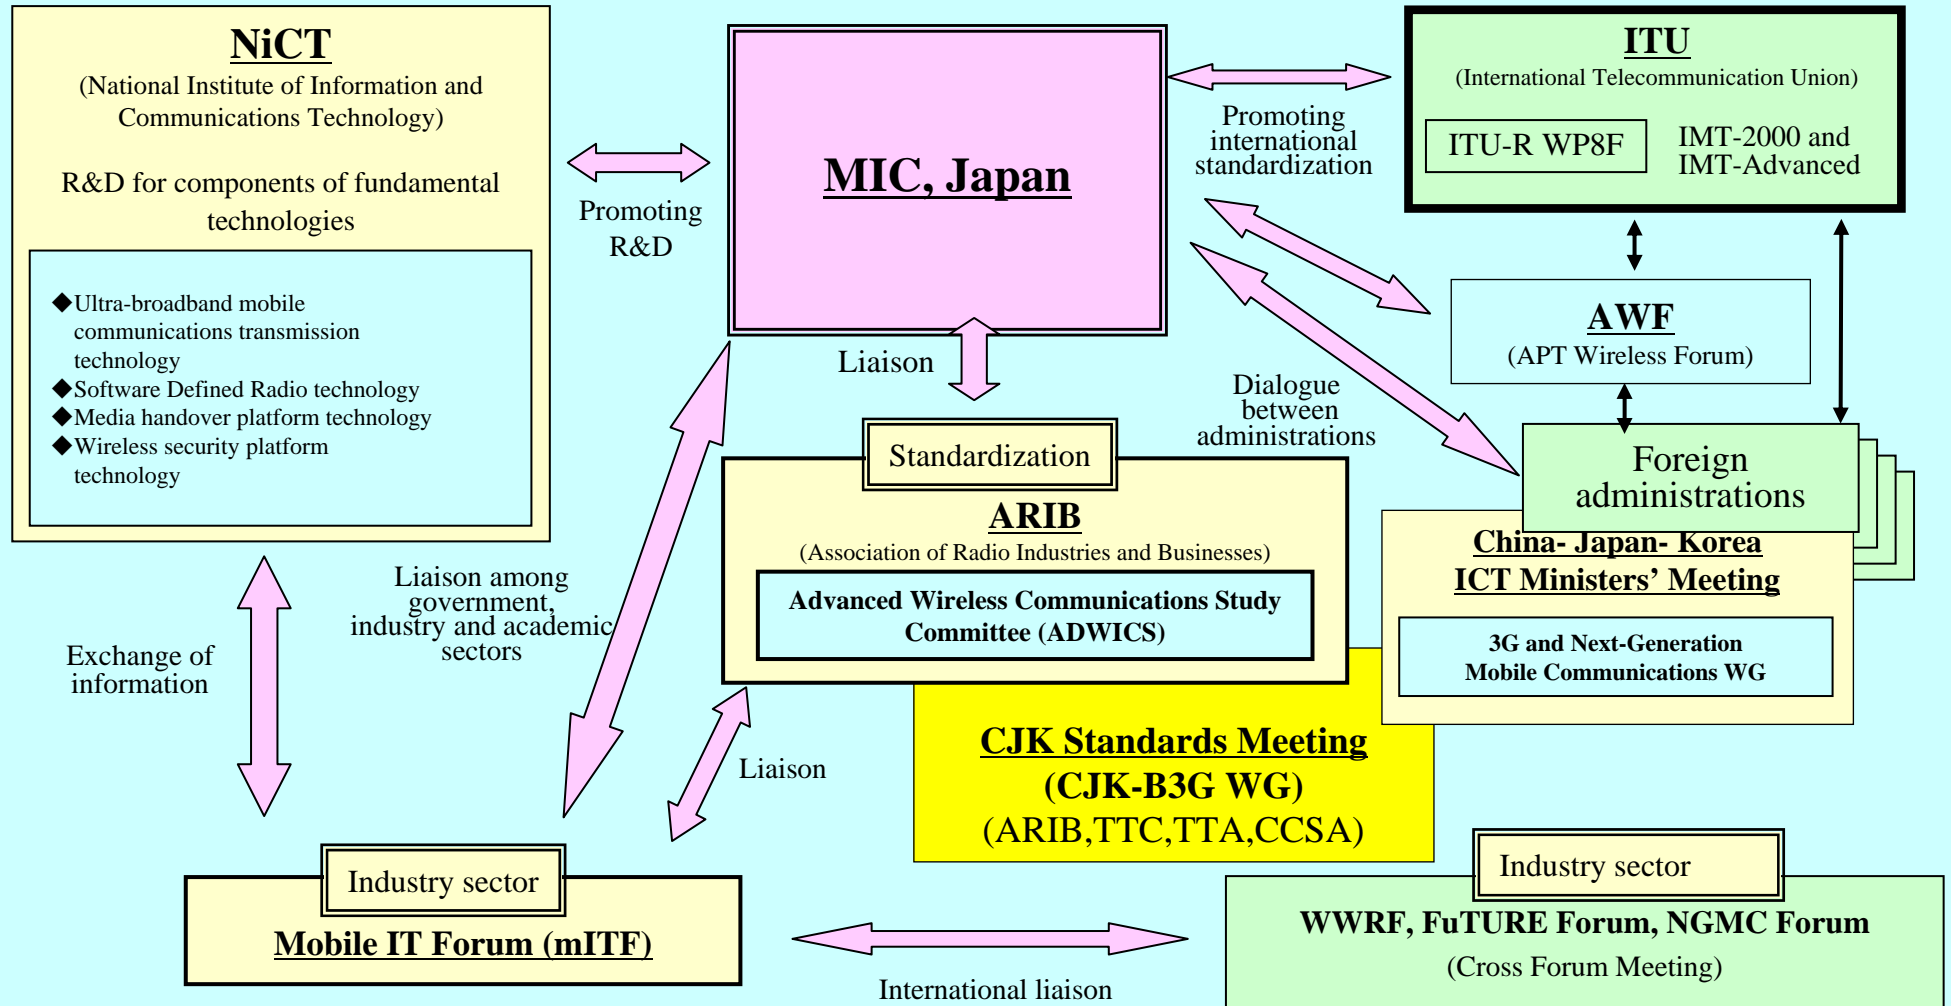 NiCT
(National Institute of Information and
Communications Technology)
R&D for components of fundamental
technologies
◆Ultra-broadband mobile
communications transmission
technology
◆Software Defined Radio technology
◆Media handover platform technology
◆Wireless security platform
technology
Promoting
R&D
MIC, Japan
Promoting
international
standardization
ITU
(International Telecommunication Union)
ITU-R WP8F
IMT-2000 and
IMT-Advanced
AWF
(APT Wireless Forum)
Liaison
Dialogue
between
administrations
Foreign
administrations
China- Japan- Korea
ICT Ministers’ Meeting
3G and Next-Generation
Mobile Communications WG
Standardization
ARIB
(Association of Radio Industries and Businesses)
Advanced Wireless Communications Study
Committee (ADWICS)
Liaison among
government,
industry and academic
sectors
Exchange of
information
Liaison
CJK Standards Meeting
(CJK-B3G WG)
(ARIB,TTC,TTA,CCSA)
Industry sector
Mobile IT Forum (mITF)
International liaison
Industry sector
WWRF, FuTURE Forum, NGMC Forum
(Cross Forum Meeting)